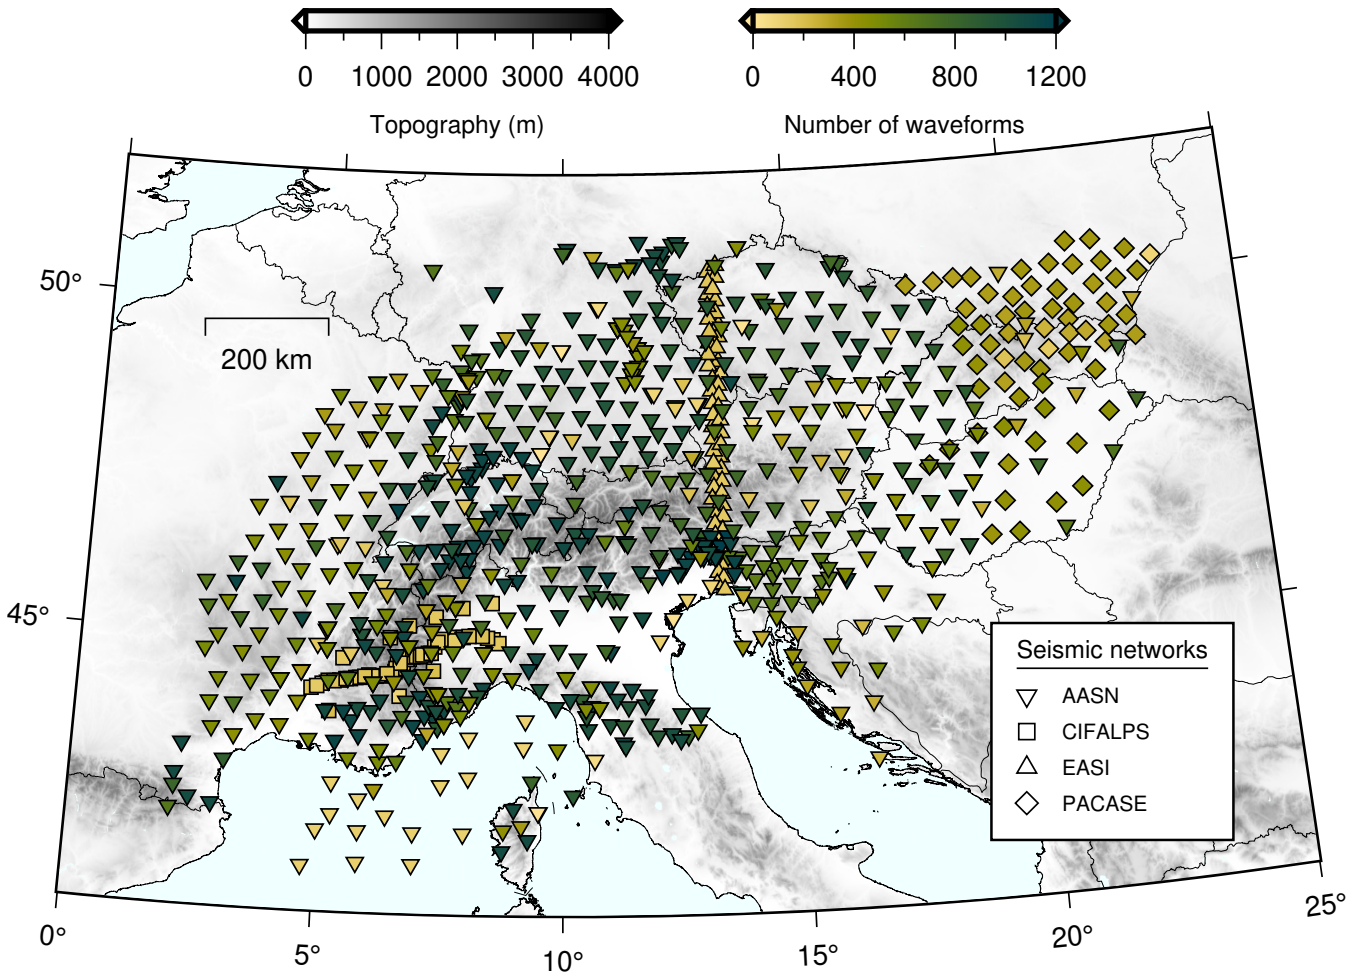 0 1000 2000 3000 4000
Topography (m)
0 400 800 1200
Number of waveforms
50°
200 km
45°
Seismic networks
AASN
CIFALPS
EASI
PACASE
0°
5°
10°
15°
20°
25°